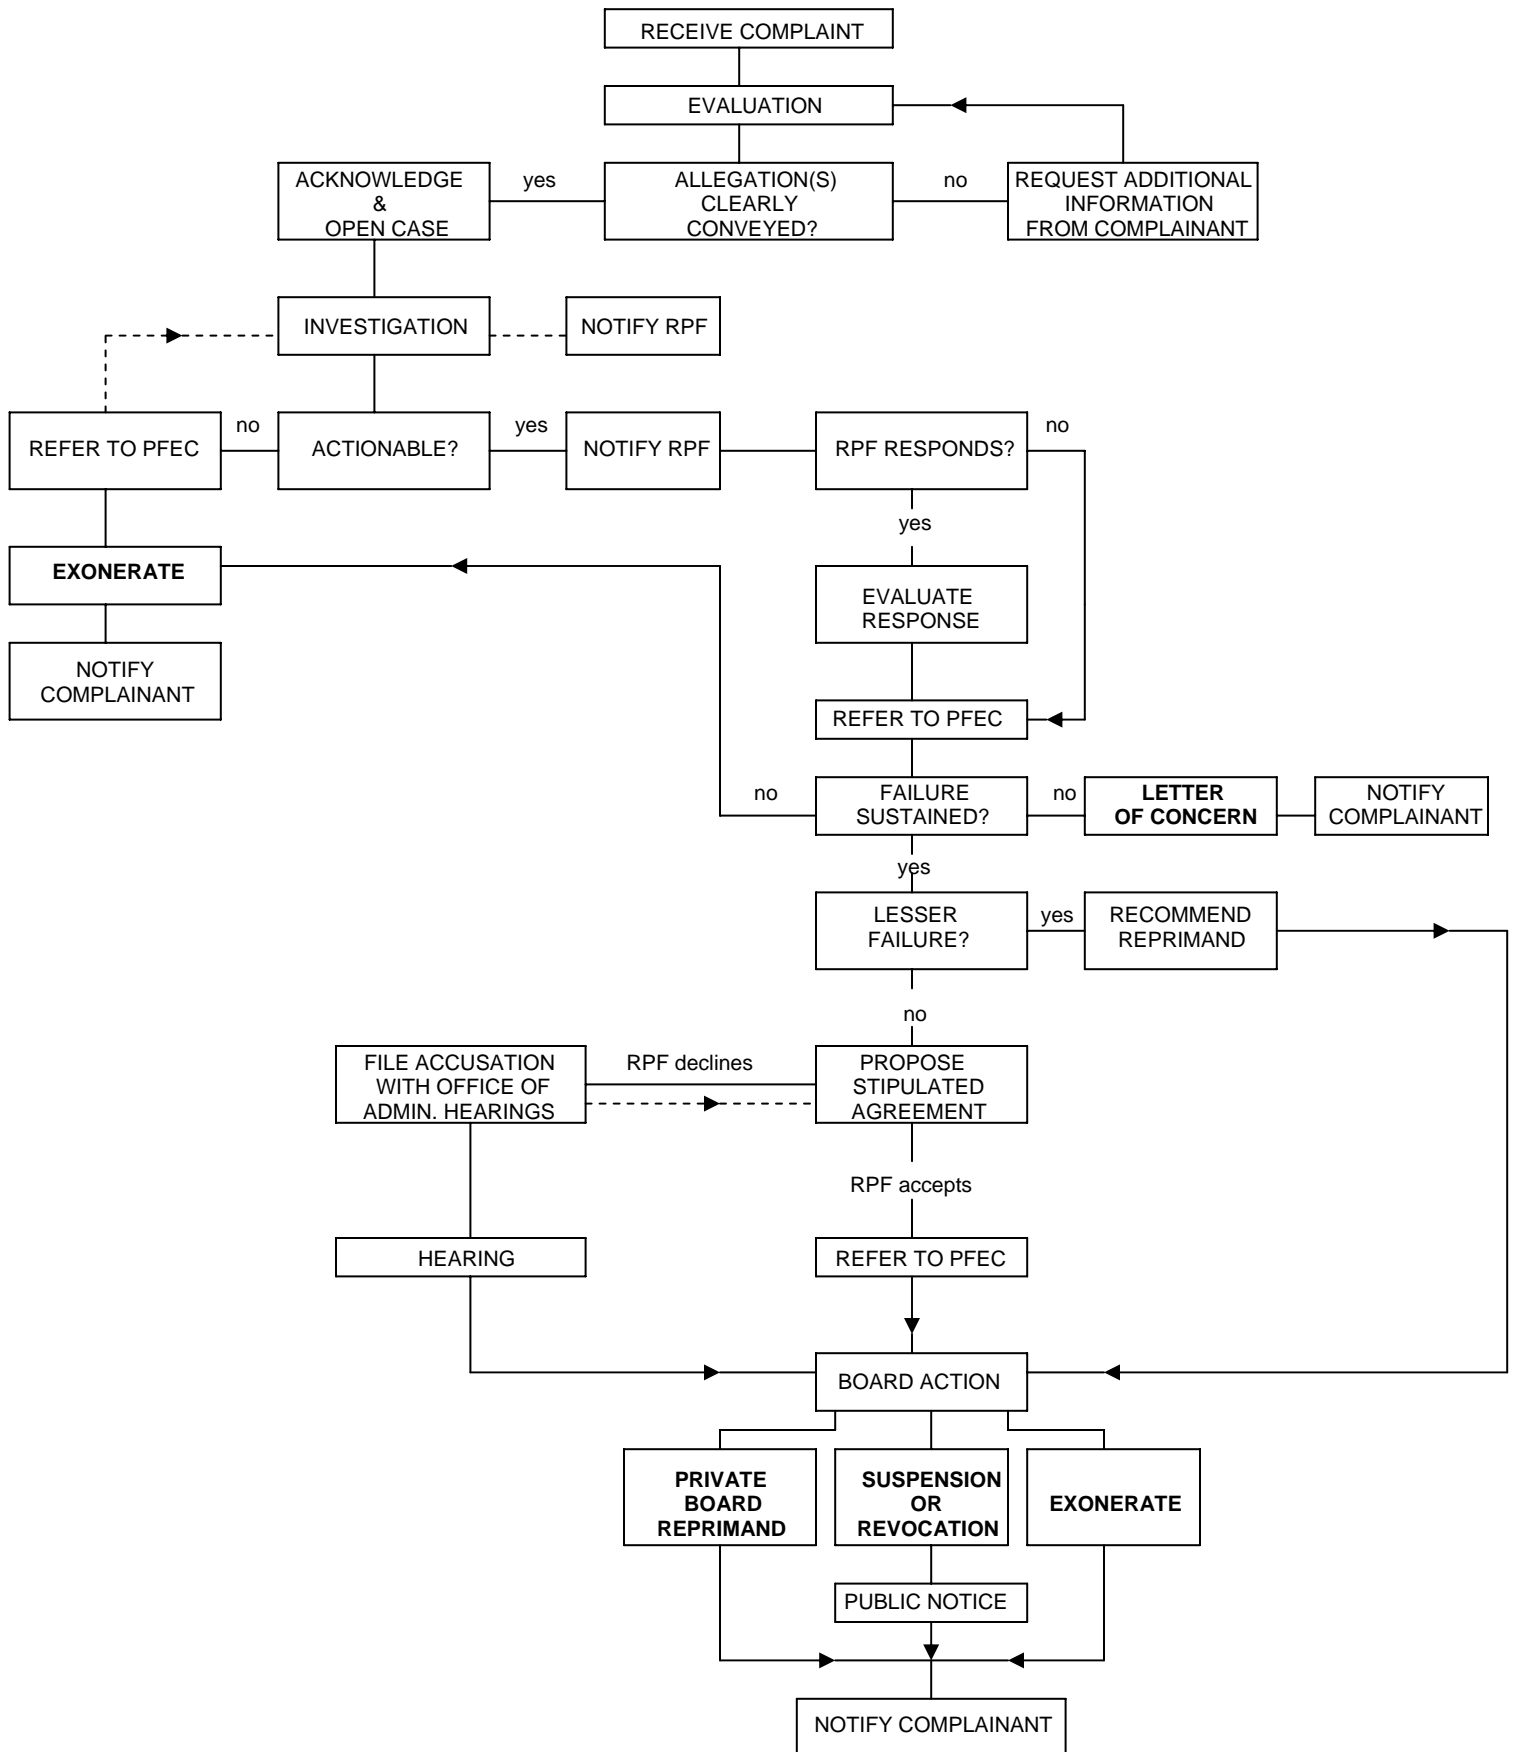 RECEIVE COMPLAINT
EVALUATION
ACKNOWLEDGE
&
OPEN CASE
yes
ALLEGATION(S)
CLEARLY
CONVEYED?
no
REQUEST ADDITIONAL
INFORMATION
FROM COMPLAINANT
INVESTIGATION
NOTIFY RPF
REFER TO PFEC
no
ACTIONABLE?
yes
NOTIFY RPF
RPF RESPONDS?
no
yes
EXONERATE
EVALUATE
RESPONSE
NOTIFY
COMPLAINANT
REFER TO PFEC
no
FAILURE
SUSTAINED?
no
LETTER
OF CONCERN
NOTIFY
COMPLAINANT
yes
LESSER
FAILURE?
yes
RECOMMEND
REPRIMAND
no
FILE ACCUSATION
WITH OFFICE OF
ADMIN. HEARINGS
RPF declines
PROPOSE
STIPULATED
AGREEMENT
RPF accepts
HEARING
REFER TO PFEC
BOARD ACTION
PRIVATE
BOARD
REPRIMAND
SUSPENSION
OR
REVOCATION
EXONERATE
PUBLIC NOTICE
NOTIFY COMPLAINANT